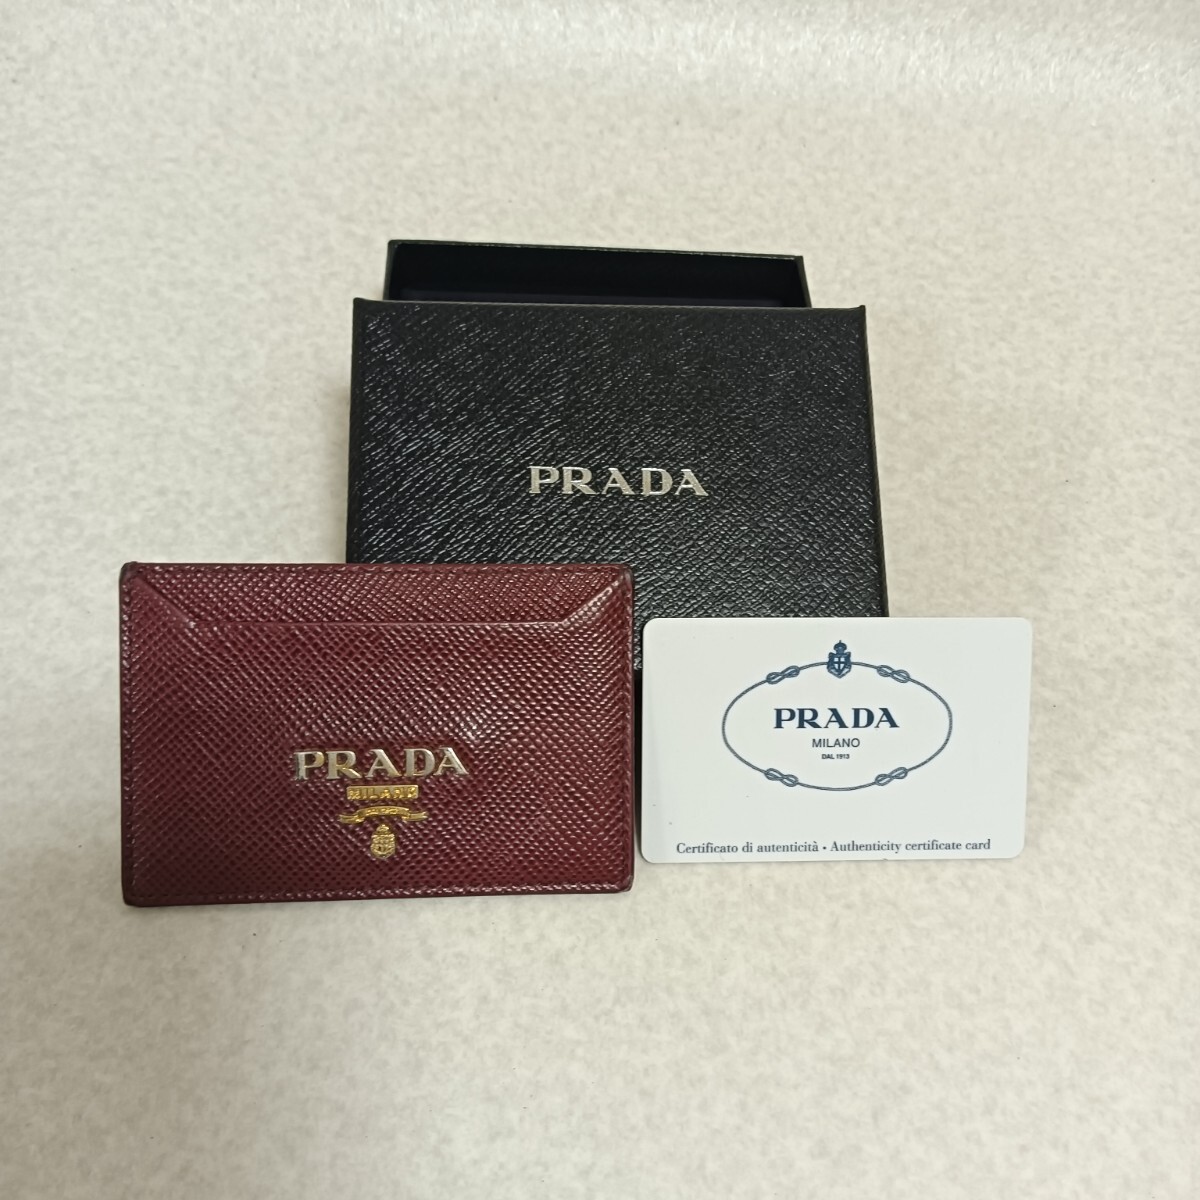 PRADA
PRADA
MILANO
PRADA
MILANO
DAL 1913
Certificato di autenticità • Authenticity certificate card